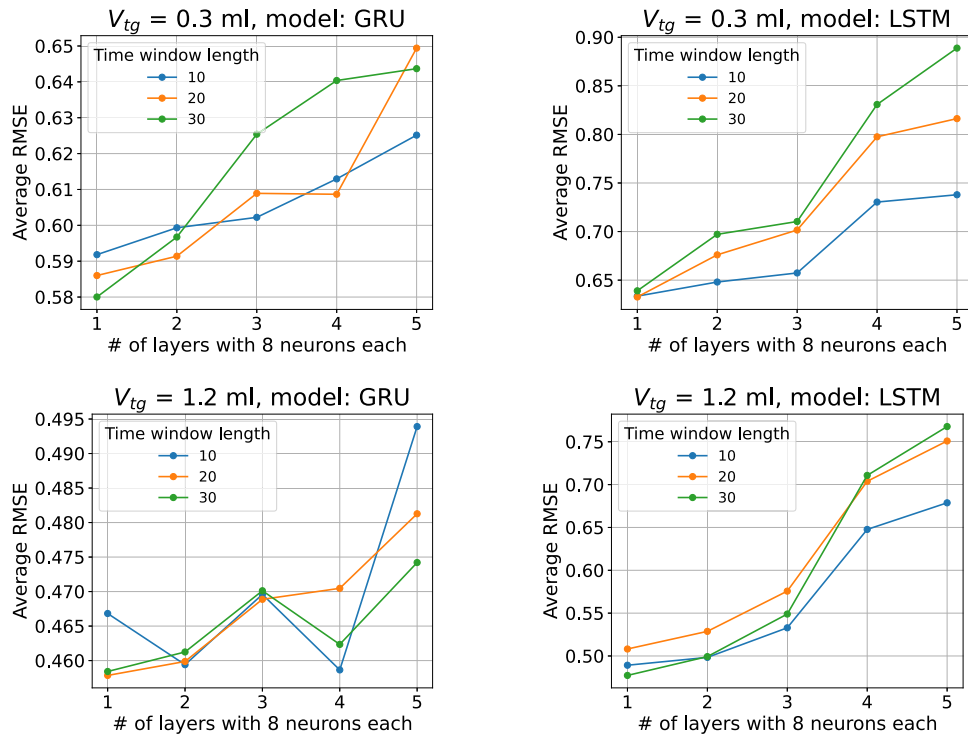 V_tg = 0.3 ml, model: GRU
Average RMSE
0.65
0.64
0.63
0.62
0.61
0.60
0.59
0.58
Time window length
10
20
30
1 2 3 4 5
# of layers with 8 neurons each
V_tg = 0.3 ml, model: LSTM
Average RMSE
0.90
0.85
0.80
0.75
0.70
0.65
Time window length
10
20
30
1 2 3 4 5
# of layers with 8 neurons each
V_tg = 1.2 ml, model: GRU
Average RMSE
0.495
0.490
0.485
0.480
0.475
0.470
0.465
0.460
Time window length
10
20
30
1 2 3 4 5
# of layers with 8 neurons each
V_tg = 1.2 ml, model: LSTM
Average RMSE
0.75
0.70
0.65
0.60
0.55
0.50
Time window length
10
20
30
1 2 3 4 5
# of layers with 8 neurons each